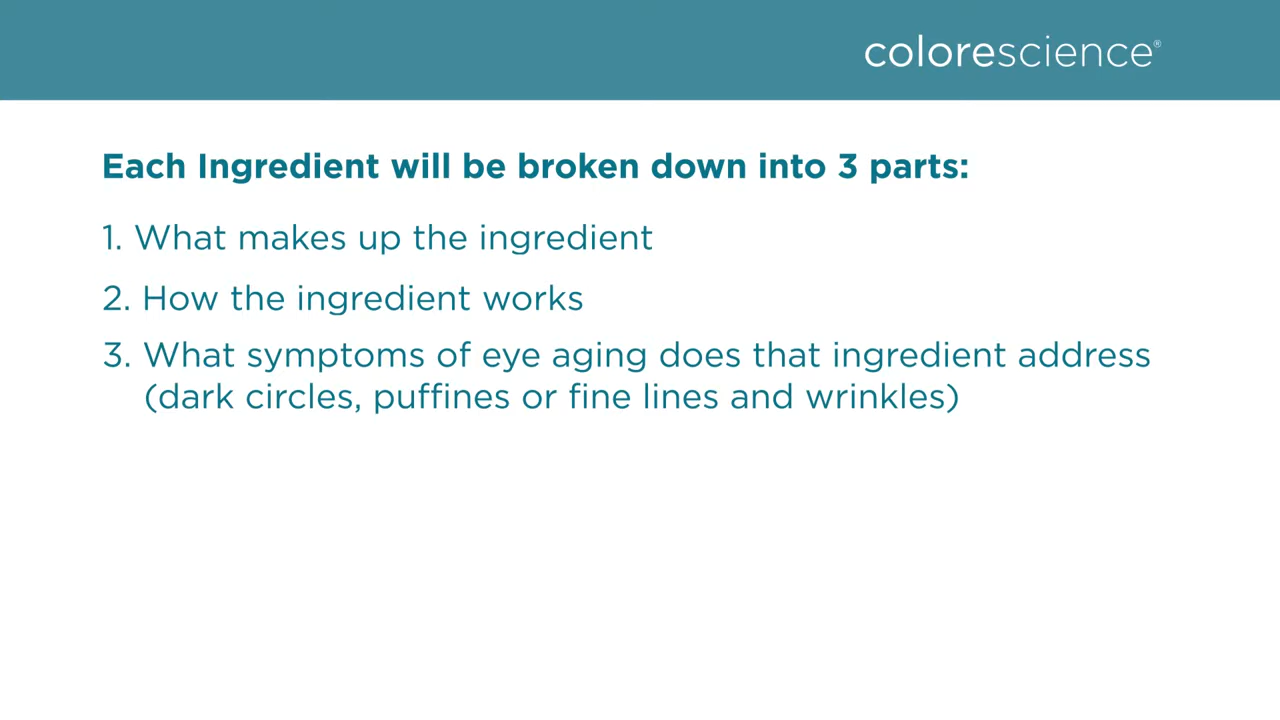 colorescience®
Each Ingredient will be broken down into 3 parts:
1. What makes up the ingredient
2. How the ingredient works
3. What symptoms of eye aging does that ingredient address
(dark circles, puffines or fine lines and wrinkles)